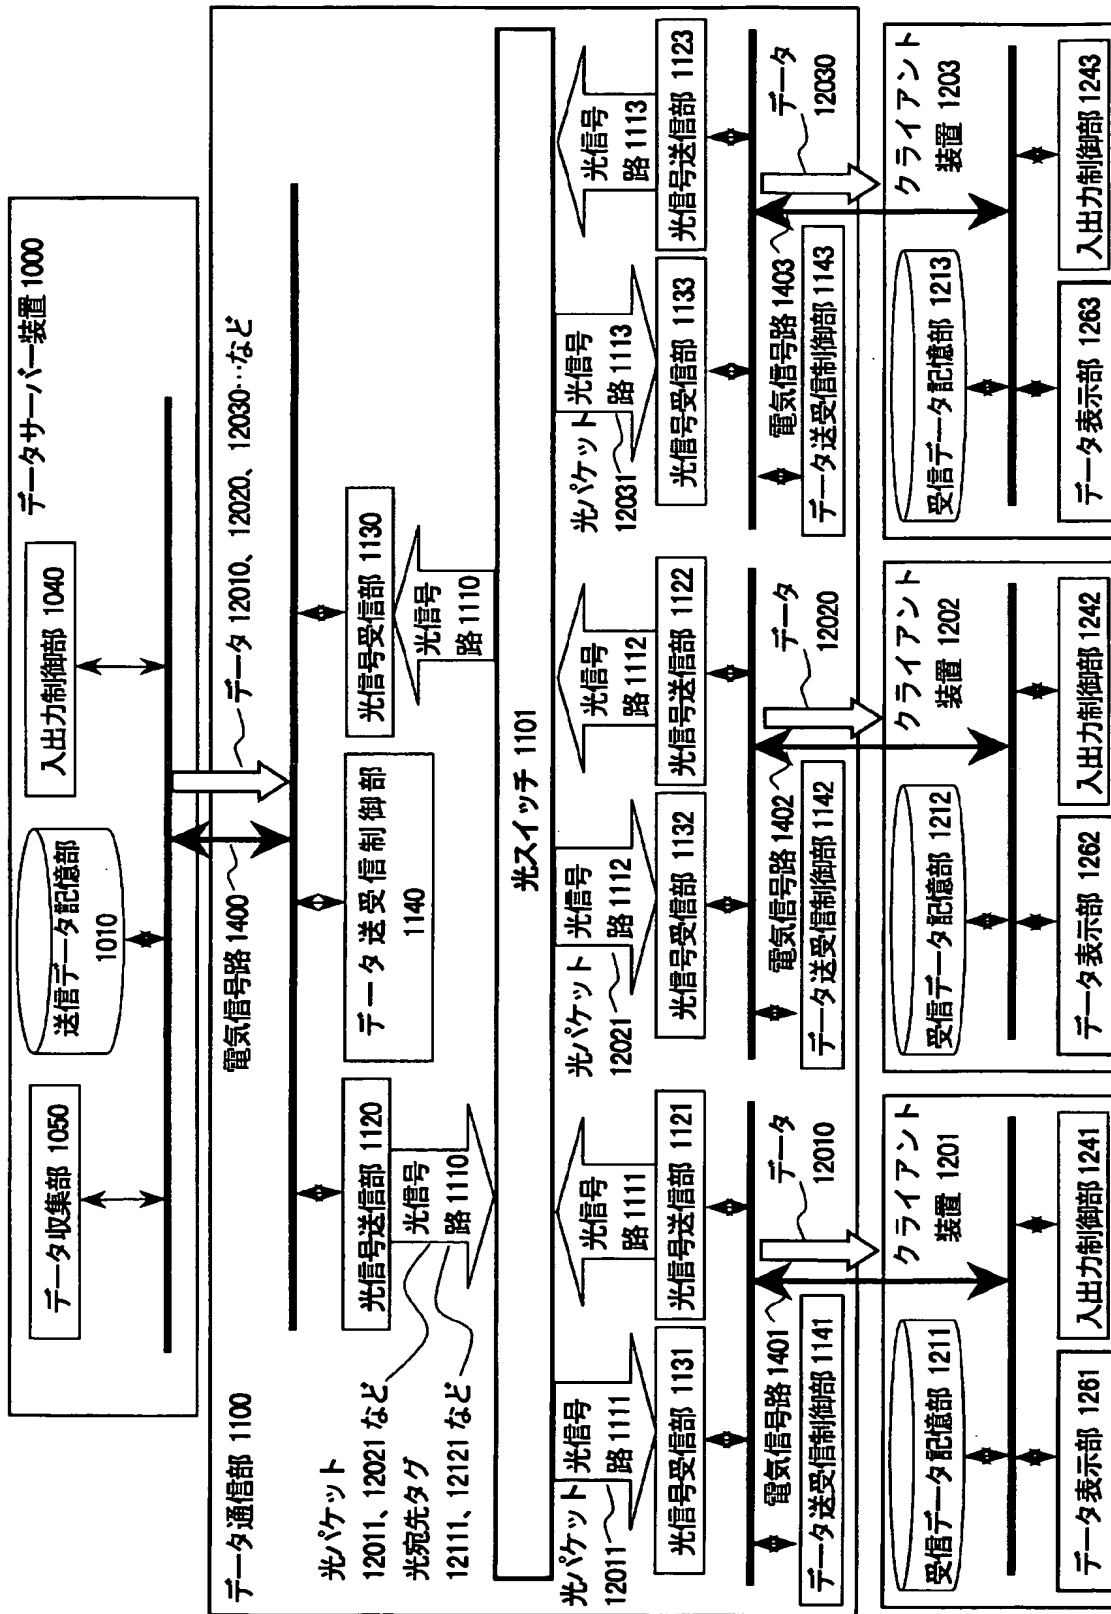 データサーバー装置 1000
データ収集部 1050
送信データ記憶部
1010
入出力制御部 1040
データ通信部 1100
電気信号路1400
データ 12010、12020、12030…など
光信号送信部 1120
データ送受信制御部
1140
光信号受信部 1130
光パケット
12011、12021 など
光宛先タグ
12111、12121 など
光信号
路 1110
光信号
路 1110
光スイッチ 1101
光パケット
12011
光信号
路 1111
光信号
路 1111
光パケット
12021
光信号
路 1112
光信号
路 1112
光パケット
12031
光信号
路 1113
光信号
路 1113
光信号受信部 1131
光信号送信部 1121
光信号受信部 1132
光信号送信部 1122
光信号受信部 1133
光信号送信部 1123
電気信号路1401
データ
12010
データ送受信制御部 1141
電気信号路1402
データ
12020
データ送受信制御部 1142
電気信号路1403
データ
12030
データ送受信制御部 1143
クライアント
装置 1201
受信データ記憶部 1211
データ表示部 1261
入出力制御部 1241
クライアント
装置 1202
受信データ記憶部 1212
データ表示部 1262
入出力制御部 1242
クライアント
装置 1203
受信データ記憶部 1213
データ表示部 1263
入出力制御部 1243